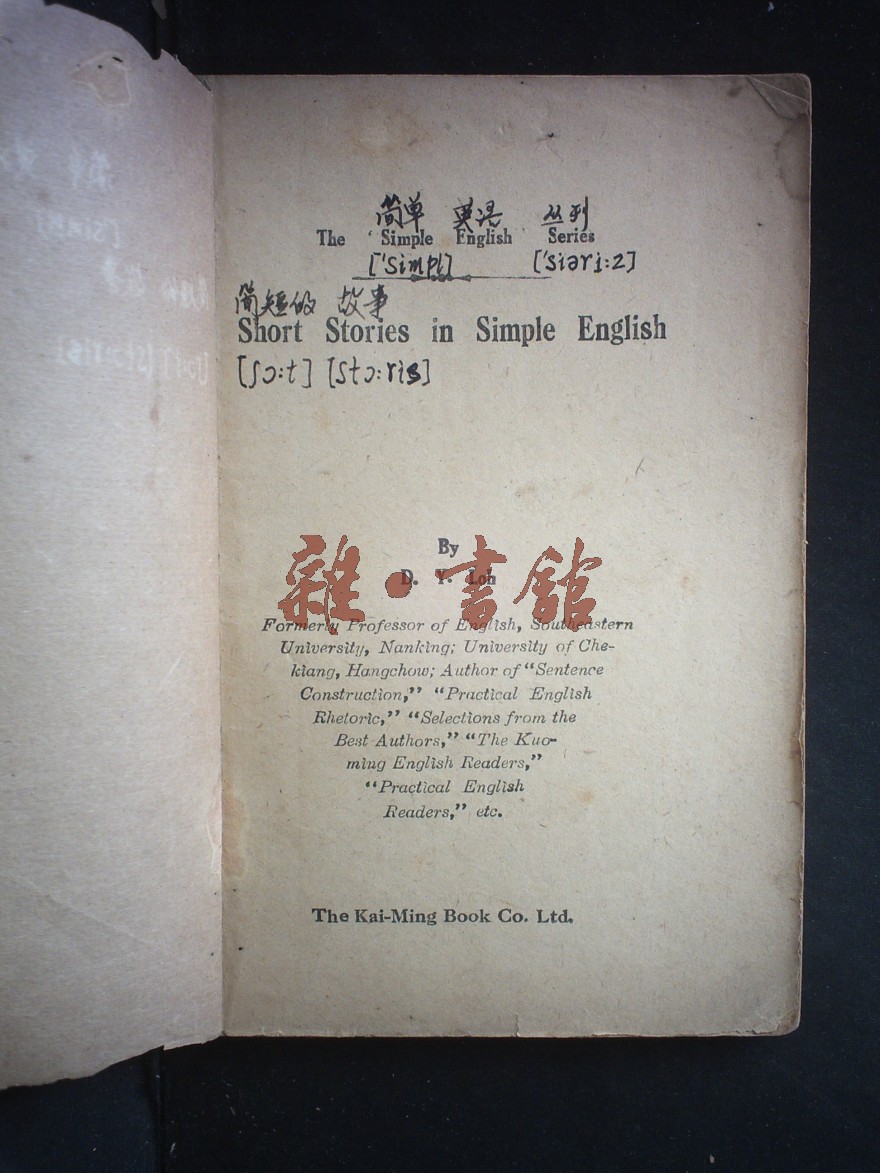 简单 英语 丛列
The 'Simple English' Series
['simpl] ['siəri:z]
简短的 故事
Short Stories in Simple English
[ʃɔ:t] [stɔ:ris]
By
D. Y. Loh
雜·書館
Formerly Professor of English, Southeastern
University, Nanking; University of Che-
kiang, Hangchow; Author of "Sentence
Construction," "Practical English
Rhetoric," "Selections from the
Best Authors," "The Kuo-
ming English Readers,"
"Practical English
Readers," etc.
The Kai-Ming Book Co. Ltd.